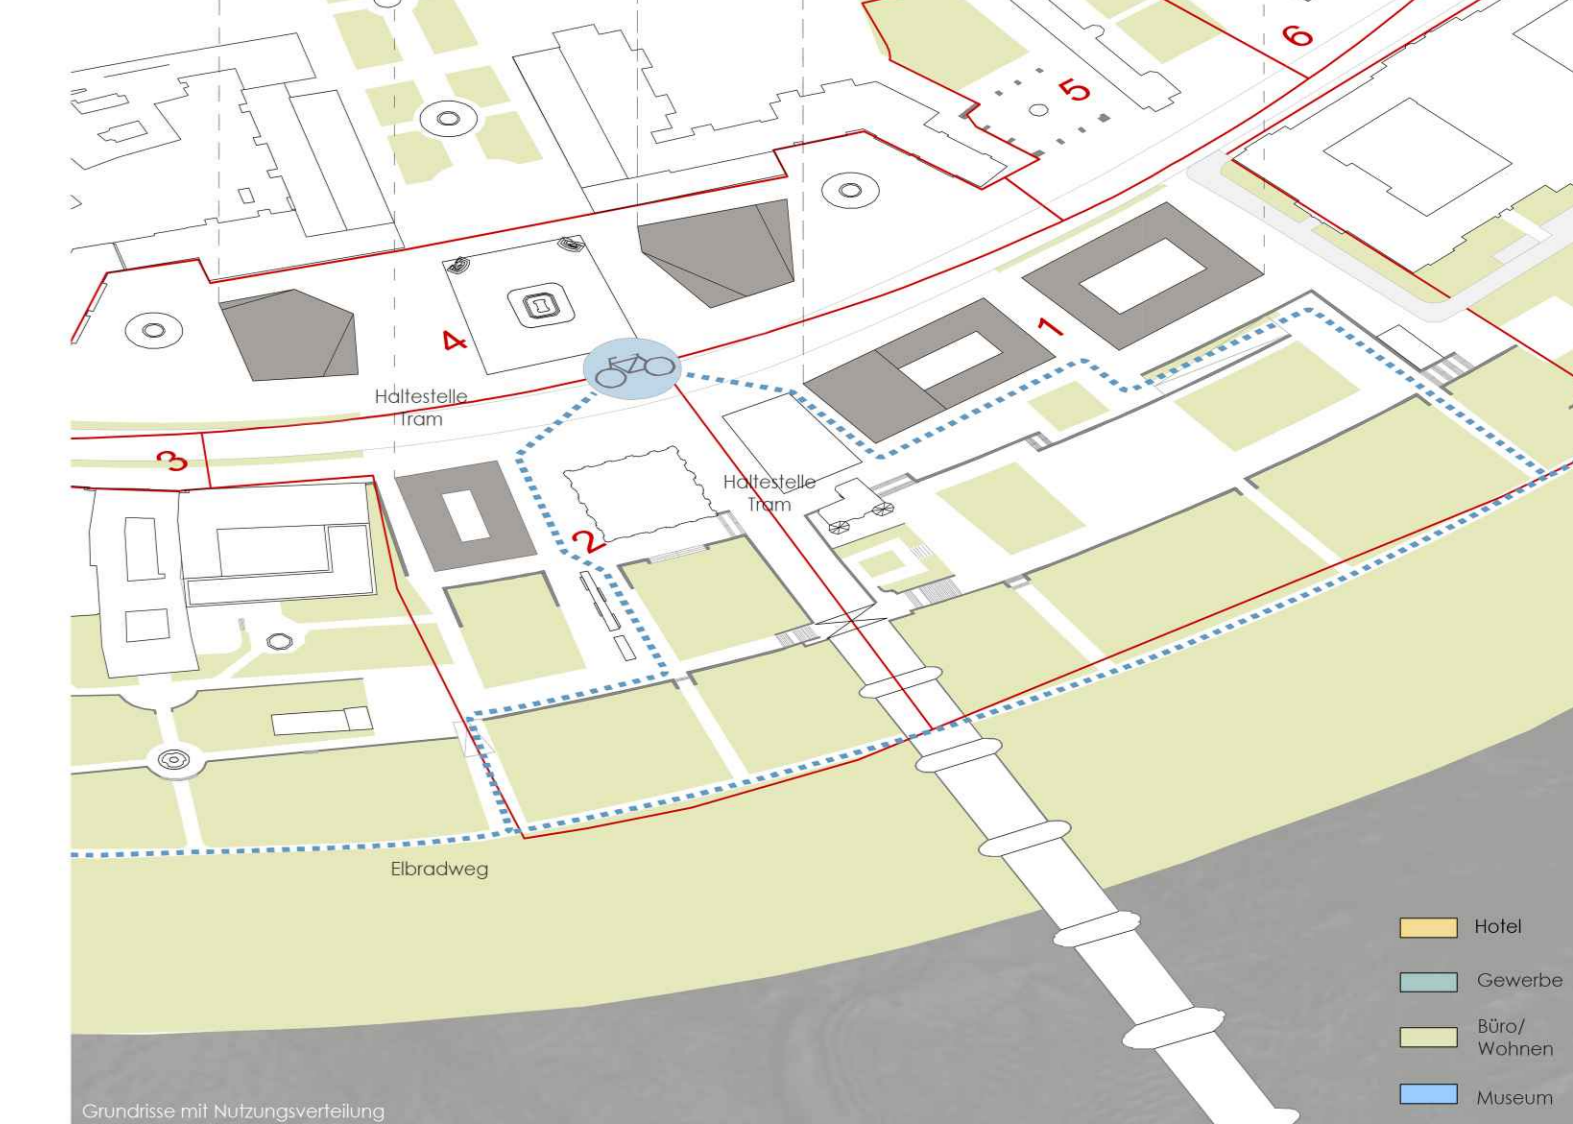 6
5
1
4
Haltestelle
Tram
3
Haltestelle
Tram
2
Elbradweg
Hotel
Gewerbe
Büro/
Wohnen
Museum
Grundrisse mit Nutzungsverteilung